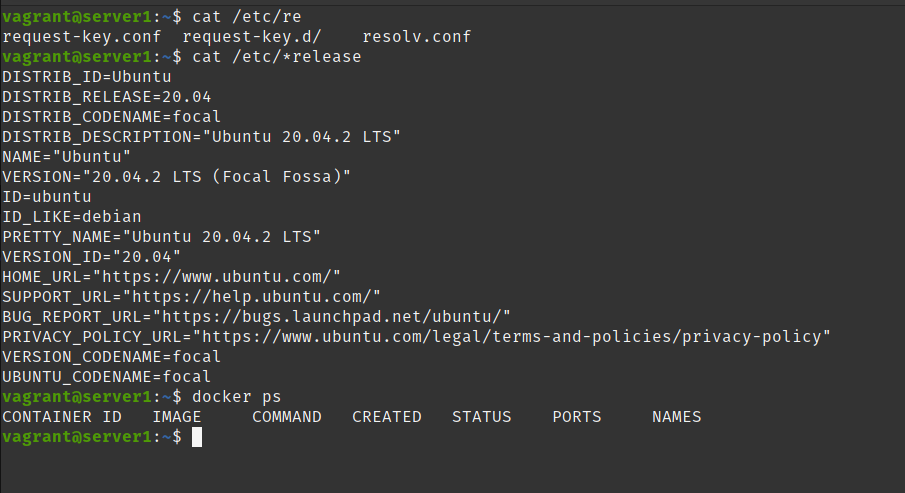 vagrant@server1:~$ cat /etc/re
request-key.conf  request-key.d/    resolv.conf
vagrant@server1:~$ cat /etc/*release
DISTRIB_ID=Ubuntu
DISTRIB_RELEASE=20.04
DISTRIB_CODENAME=focal
DISTRIB_DESCRIPTION="Ubuntu 20.04.2 LTS"
NAME="Ubuntu"
VERSION="20.04.2 LTS (Focal Fossa)"
ID=ubuntu
ID_LIKE=debian
PRETTY_NAME="Ubuntu 20.04.2 LTS"
VERSION_ID="20.04"
HOME_URL="https://www.ubuntu.com/"
SUPPORT_URL="https://help.ubuntu.com/"
BUG_REPORT_URL="https://bugs.launchpad.net/ubuntu/"
PRIVACY_POLICY_URL="https://www.ubuntu.com/legal/terms-and-policies/privacy-policy"
VERSION_CODENAME=focal
UBUNTU_CODENAME=focal
vagrant@server1:~$ docker ps
CONTAINER ID   IMAGE     COMMAND   CREATED   STATUS    PORTS     NAMES
vagrant@server1:~$